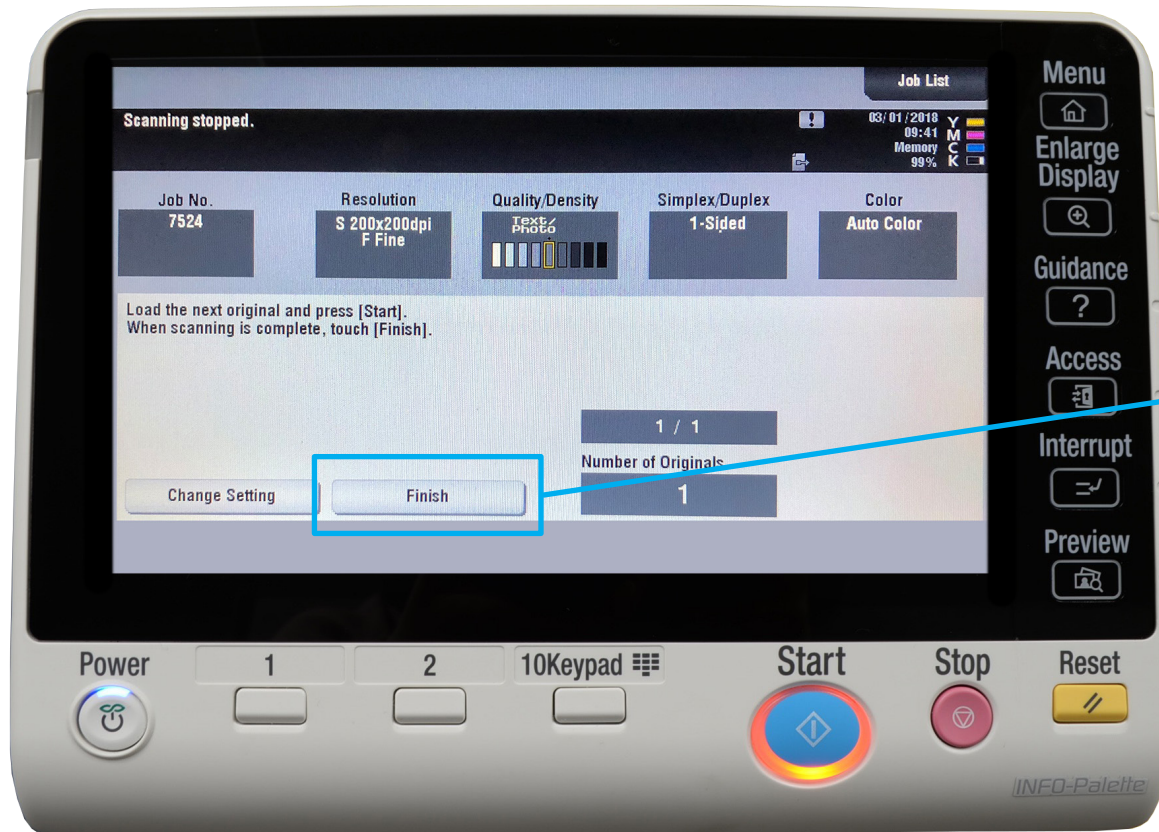 Job List
Scanning stopped.
!
03/01/2018
09:41
Memory
99%
Y
M
C
K
Job No.
7524
Resolution
S 200x200dpi
F Fine
Quality/Density
Text/
Photo
Simplex/Duplex
1-Sided
Color
Auto Color
Load the next original and press [Start].
When scanning is complete, touch [Finish].
1 / 1
Number of Originals
1
Change Setting
Finish
Menu
Enlarge
Display
Guidance
?
Access
Interrupt
Preview
Power
1
2
10Keypad
Start
Stop
Reset
INFO-Palette